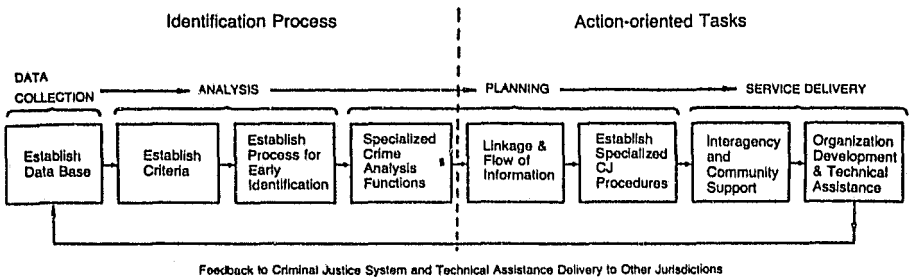 Identification Process
Action-oriented Tasks
DATA
COLLECTION
ANALYSIS
PLANNING
SERVICE DELIVERY
Establish
Data Base
Establish
Criteria
Establish
Process for
Early
Identification
Specialized
Crime
Analysis
Functions
Linkage &
Flow of
Information
Establish
Specialized
CJ
Procedures
Interagency
and
Community
Support
Organization
Development
& Technical
Assistance
Feedback to Criminal Justice System and Technical Assistance Delivery to Other Jurisdictions